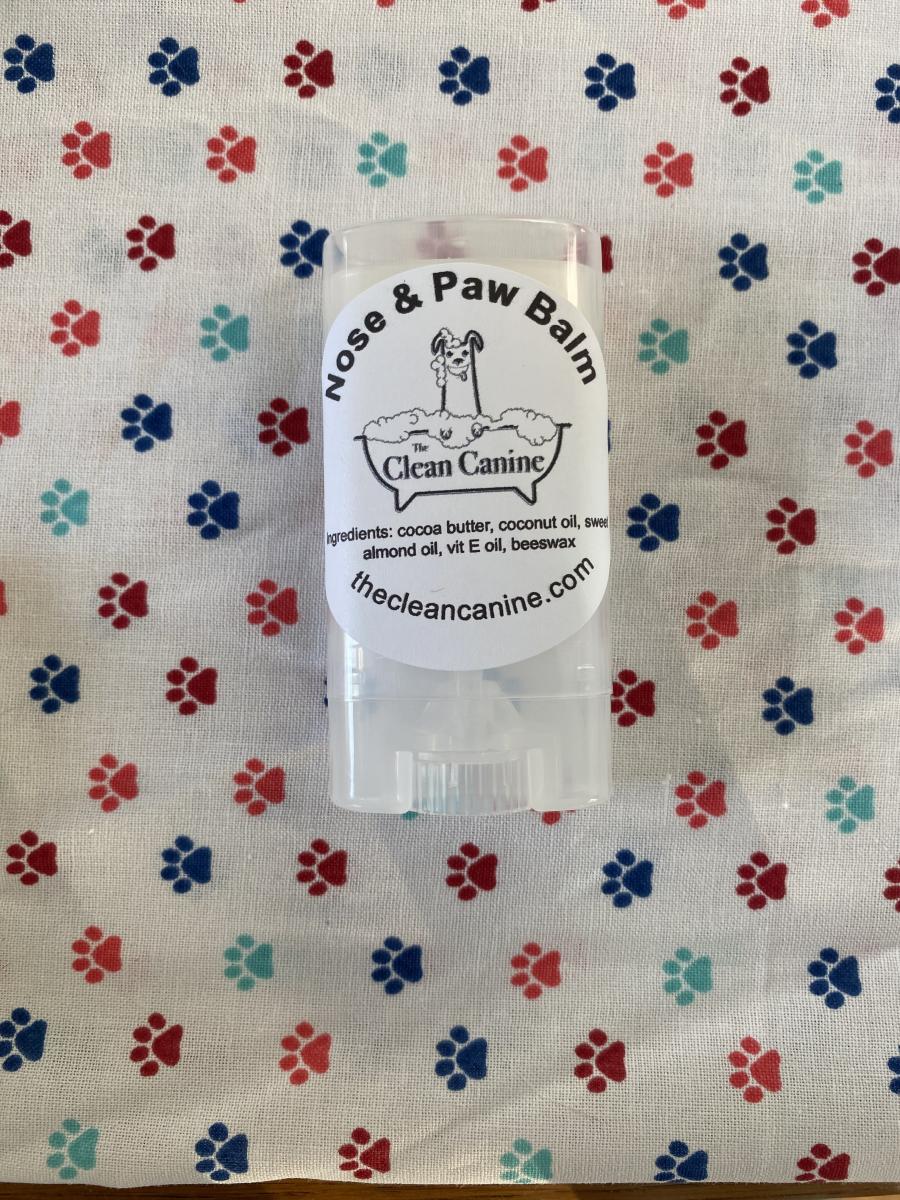 Nose & Paw Balm
The
Clean Canine
Ingredients: cocoa butter, coconut oil, sweet
almond oil, vit E oil, beeswax
thecleancanine.com